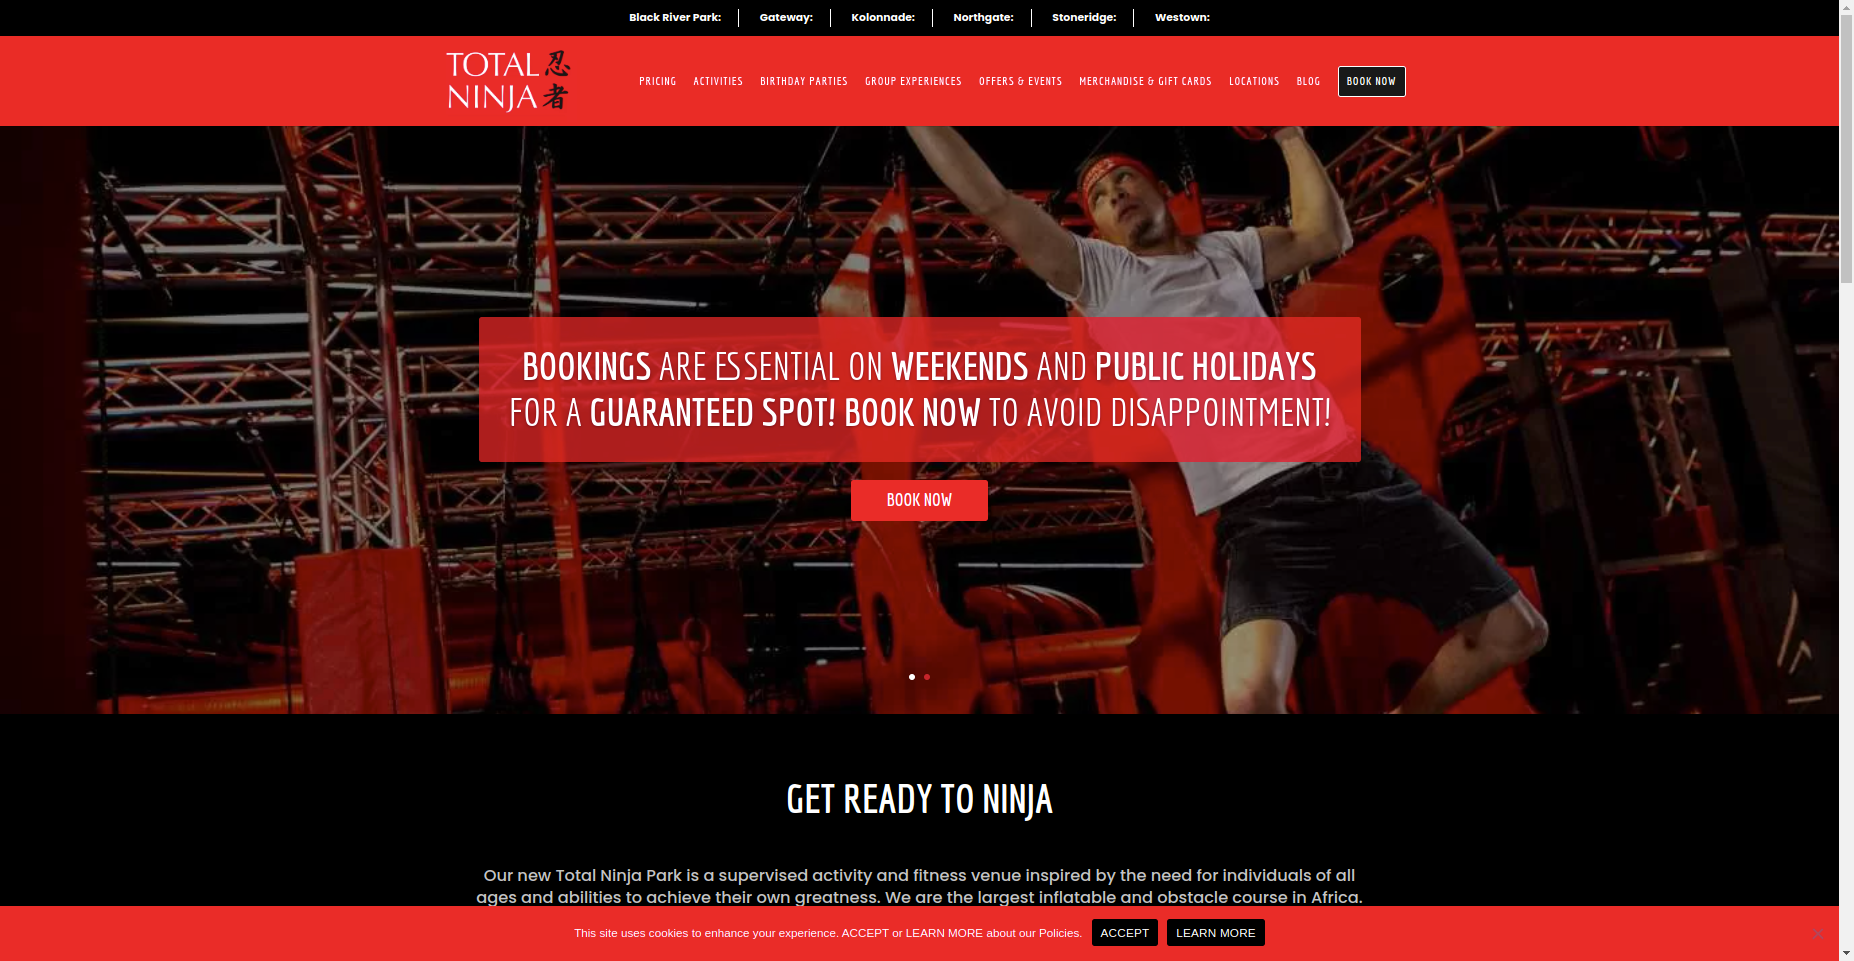 Black River Park: Gateway: Kolonnade: Northgate: Stoneridge: Westown:
TOTAL 忍
NINJA 者
PRICING ACTIVITIES BIRTHDAY PARTIES GROUP EXPERIENCES OFFERS & EVENTS MERCHANDISE & GIFT CARDS LOCATIONS BLOG BOOK NOW
BOOKINGS ARE ESSENTIAL ON WEEKENDS AND PUBLIC HOLIDAYS
FOR A GUARANTEED SPOT! BOOK NOW TO AVOID DISAPPOINTMENT!
BOOK NOW
GET READY TO NINJA
Our new Total Ninja Park is a supervised activity and fitness venue inspired by the need for individuals of all
ages and abilities to achieve their own greatness. We are the largest inflatable and obstacle course in Africa.
This site uses cookies to enhance your experience. ACCEPT or LEARN MORE about our Policies. ACCEPT LEARN MORE